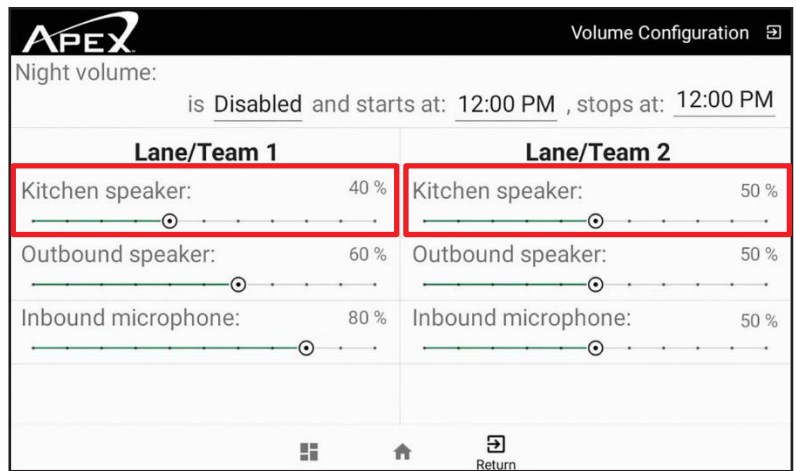 APEX
Volume Configuration
Night volume:
is Disabled and starts at: 12:00 PM , stops at: 12:00 PM
Lane/Team 1
Lane/Team 2
Kitchen speaker: 40 %
Kitchen speaker: 50 %
Outbound speaker: 60 %
Outbound speaker: 50 %
Inbound microphone: 80 %
Inbound microphone: 50 %
Return